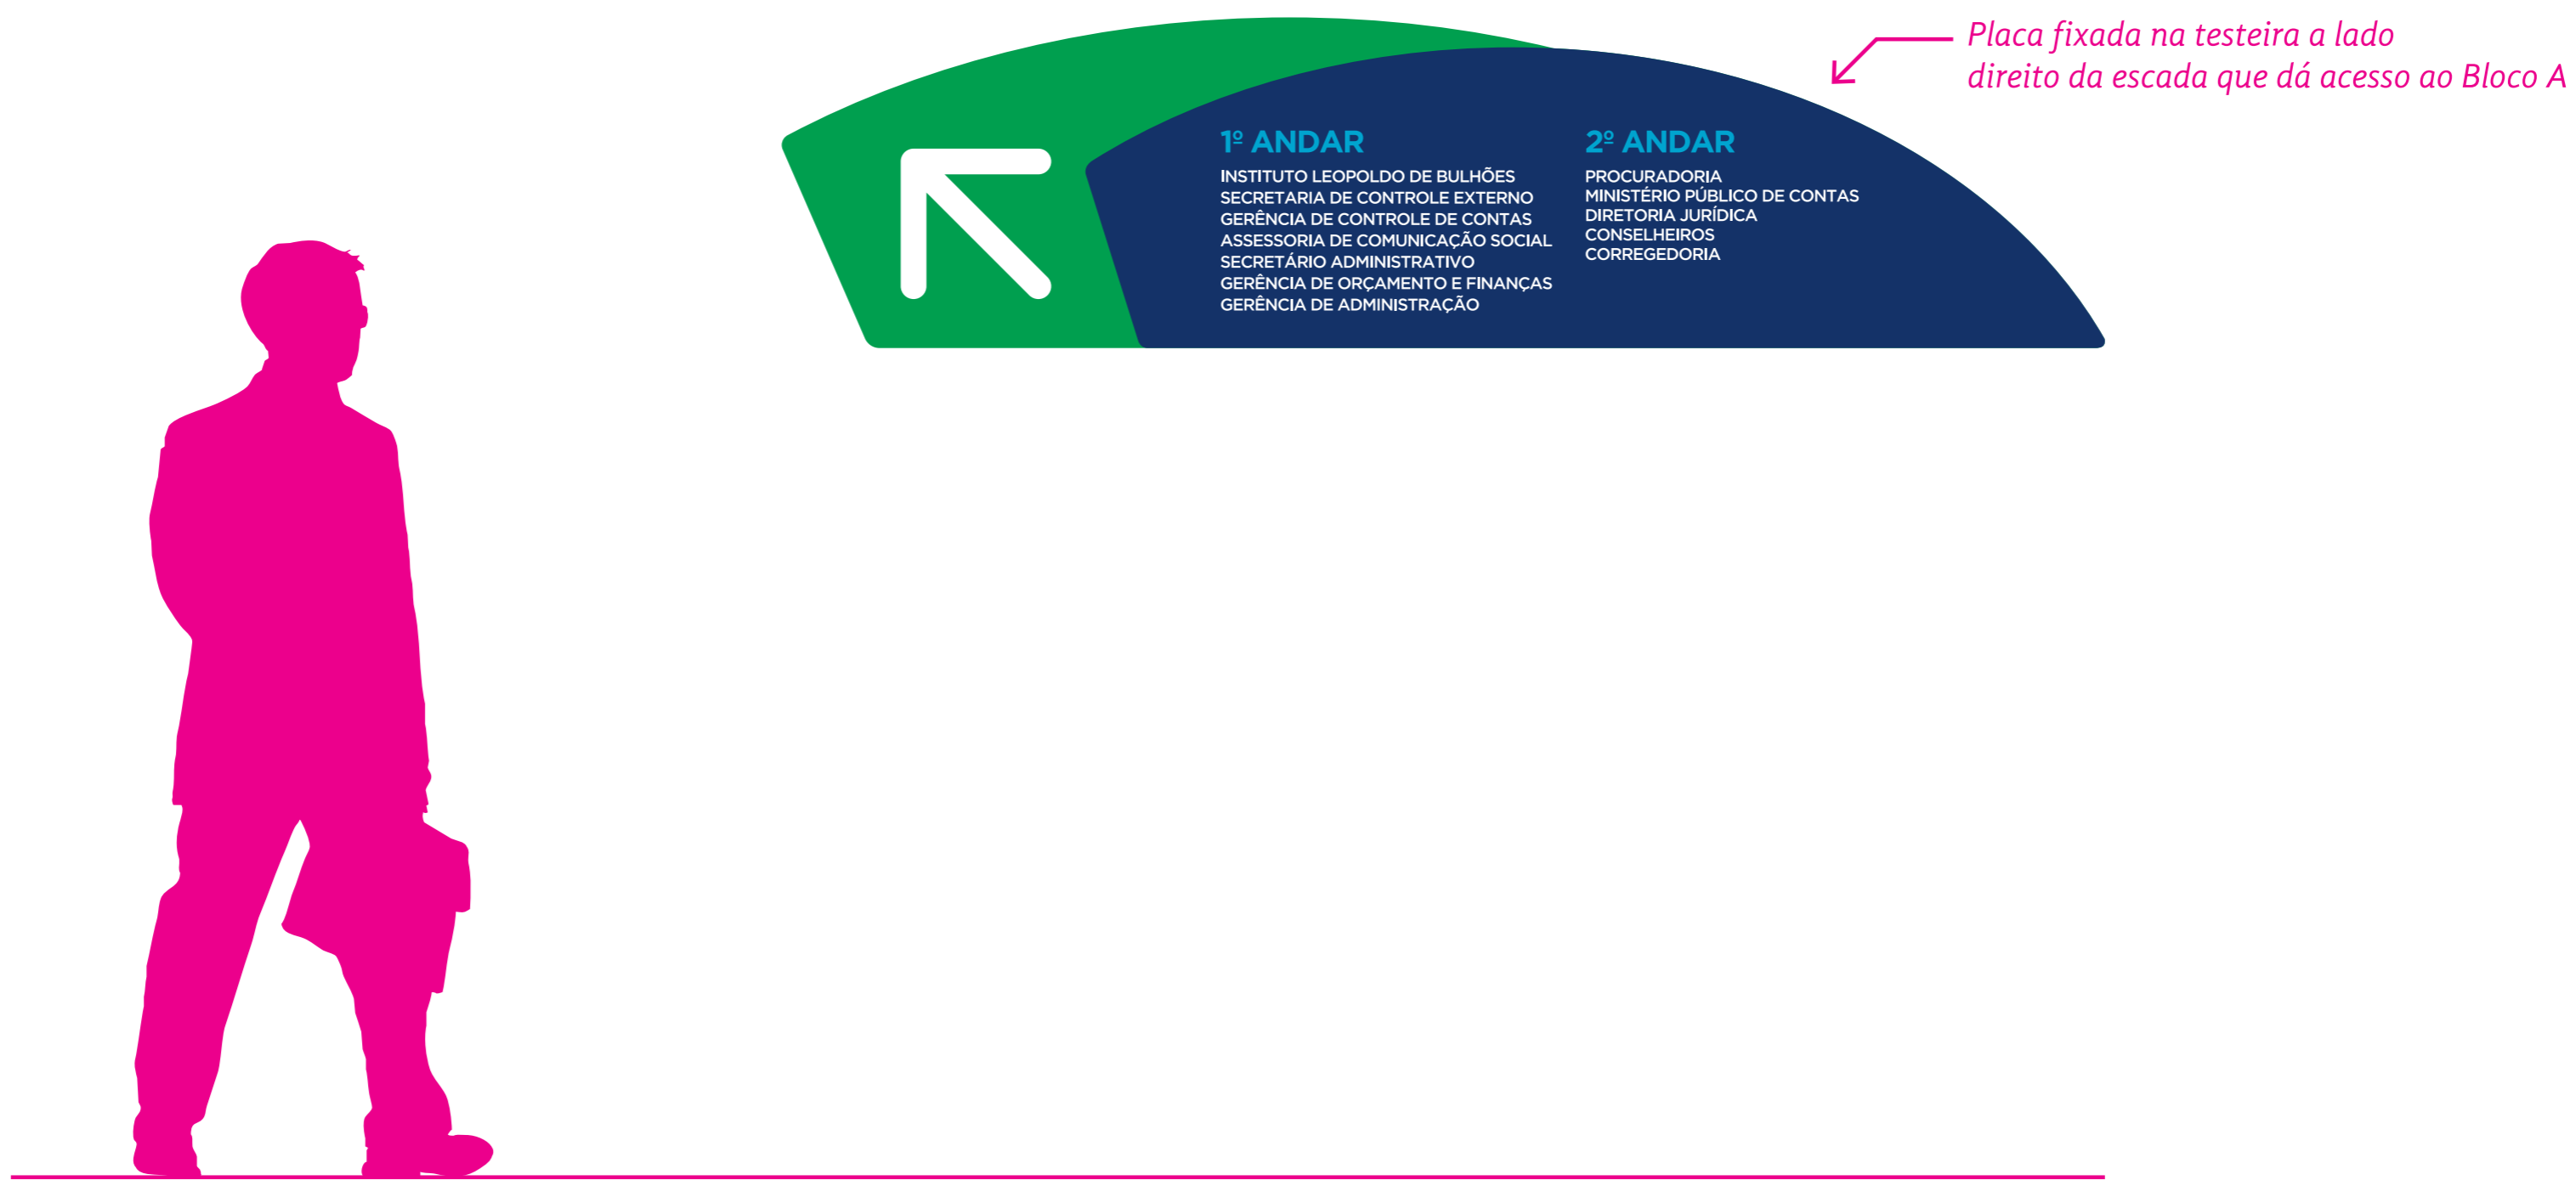 Placa fixada na testeira a lado
direito da escada que dá acesso ao Bloco A
1º ANDAR
INSTITUTO LEOPOLDO DE BULHÕES
SECRETARIA DE CONTROLE EXTERNO
GERÊNCIA DE CONTROLE DE CONTAS
ASSESSORIA DE COMUNICAÇÃO SOCIAL
SECRETÁRIO ADMINISTRATIVO
GERÊNCIA DE ORÇAMENTO E FINANÇAS
GERÊNCIA DE ADMINISTRAÇÃO
2º ANDAR
PROCURADORIA
MINISTÉRIO PÚBLICO DE CONTAS
DIRETORIA JURÍDICA
CONSELHEIROS
CORREGEDORIA